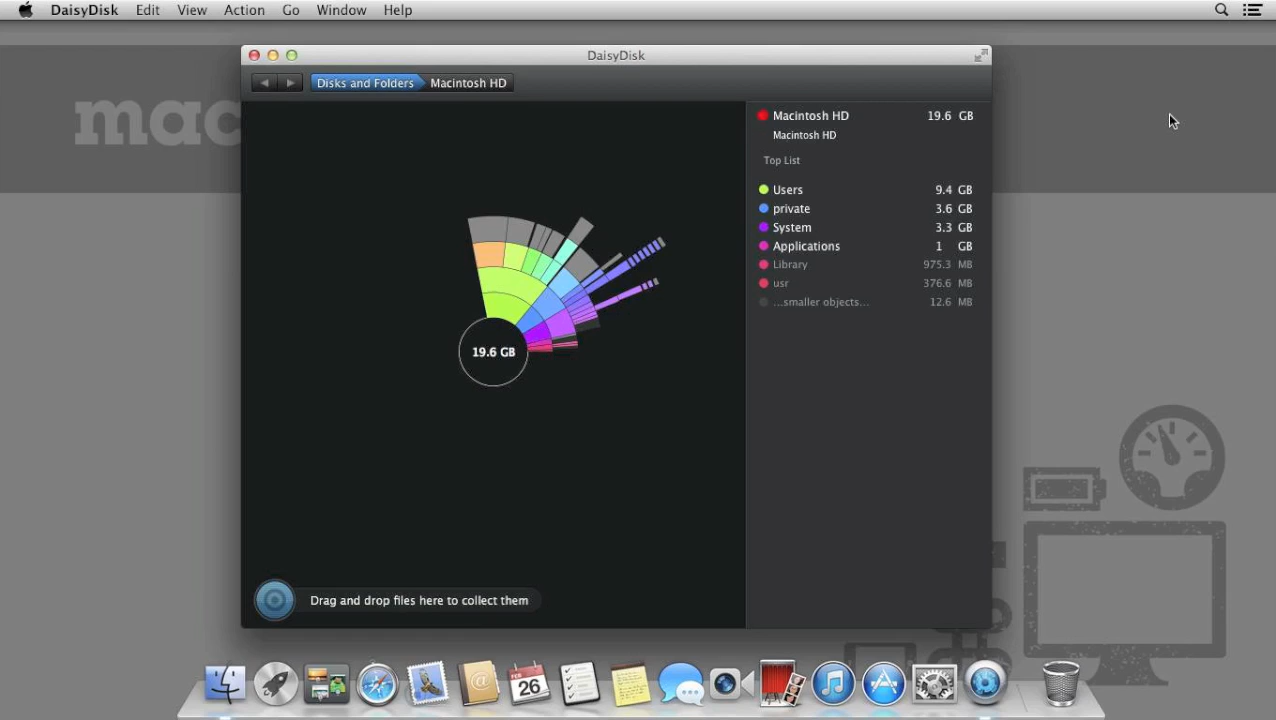 DaisyDisk Edit View Action Go Window Help
DaisyDisk
Disks and Folders Macintosh HD
mac
Macintosh HD 19.6 GB
Macintosh HD
Top List
Users 9.4 GB
private 3.6 GB
System 3.3 GB
Applications 1 GB
Library 975.3 MB
usr 376.6 MB
...smaller objects... 12.6 MB
19.6 GB
Drag and drop files here to collect them
FEB
26